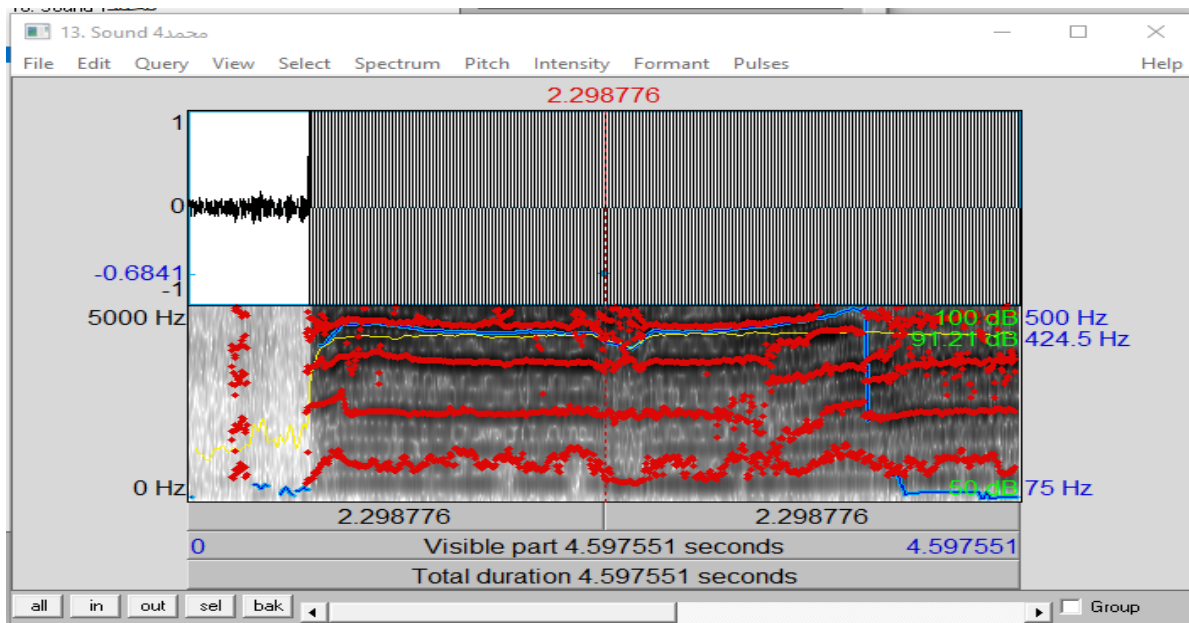 13. Sound 4محمد
File Edit Query View Select Spectrum Pitch Intensity Formant Pulses Help
2.298776
1
0
-0.6841
-1
5000 Hz
100 dB 500 Hz
91.21 dB 424.5 Hz
0 Hz
50 dB 75 Hz
2.298776 2.298776
0 Visible part 4.597551 seconds 4.597551
Total duration 4.597551 seconds
all in out sel bak Group